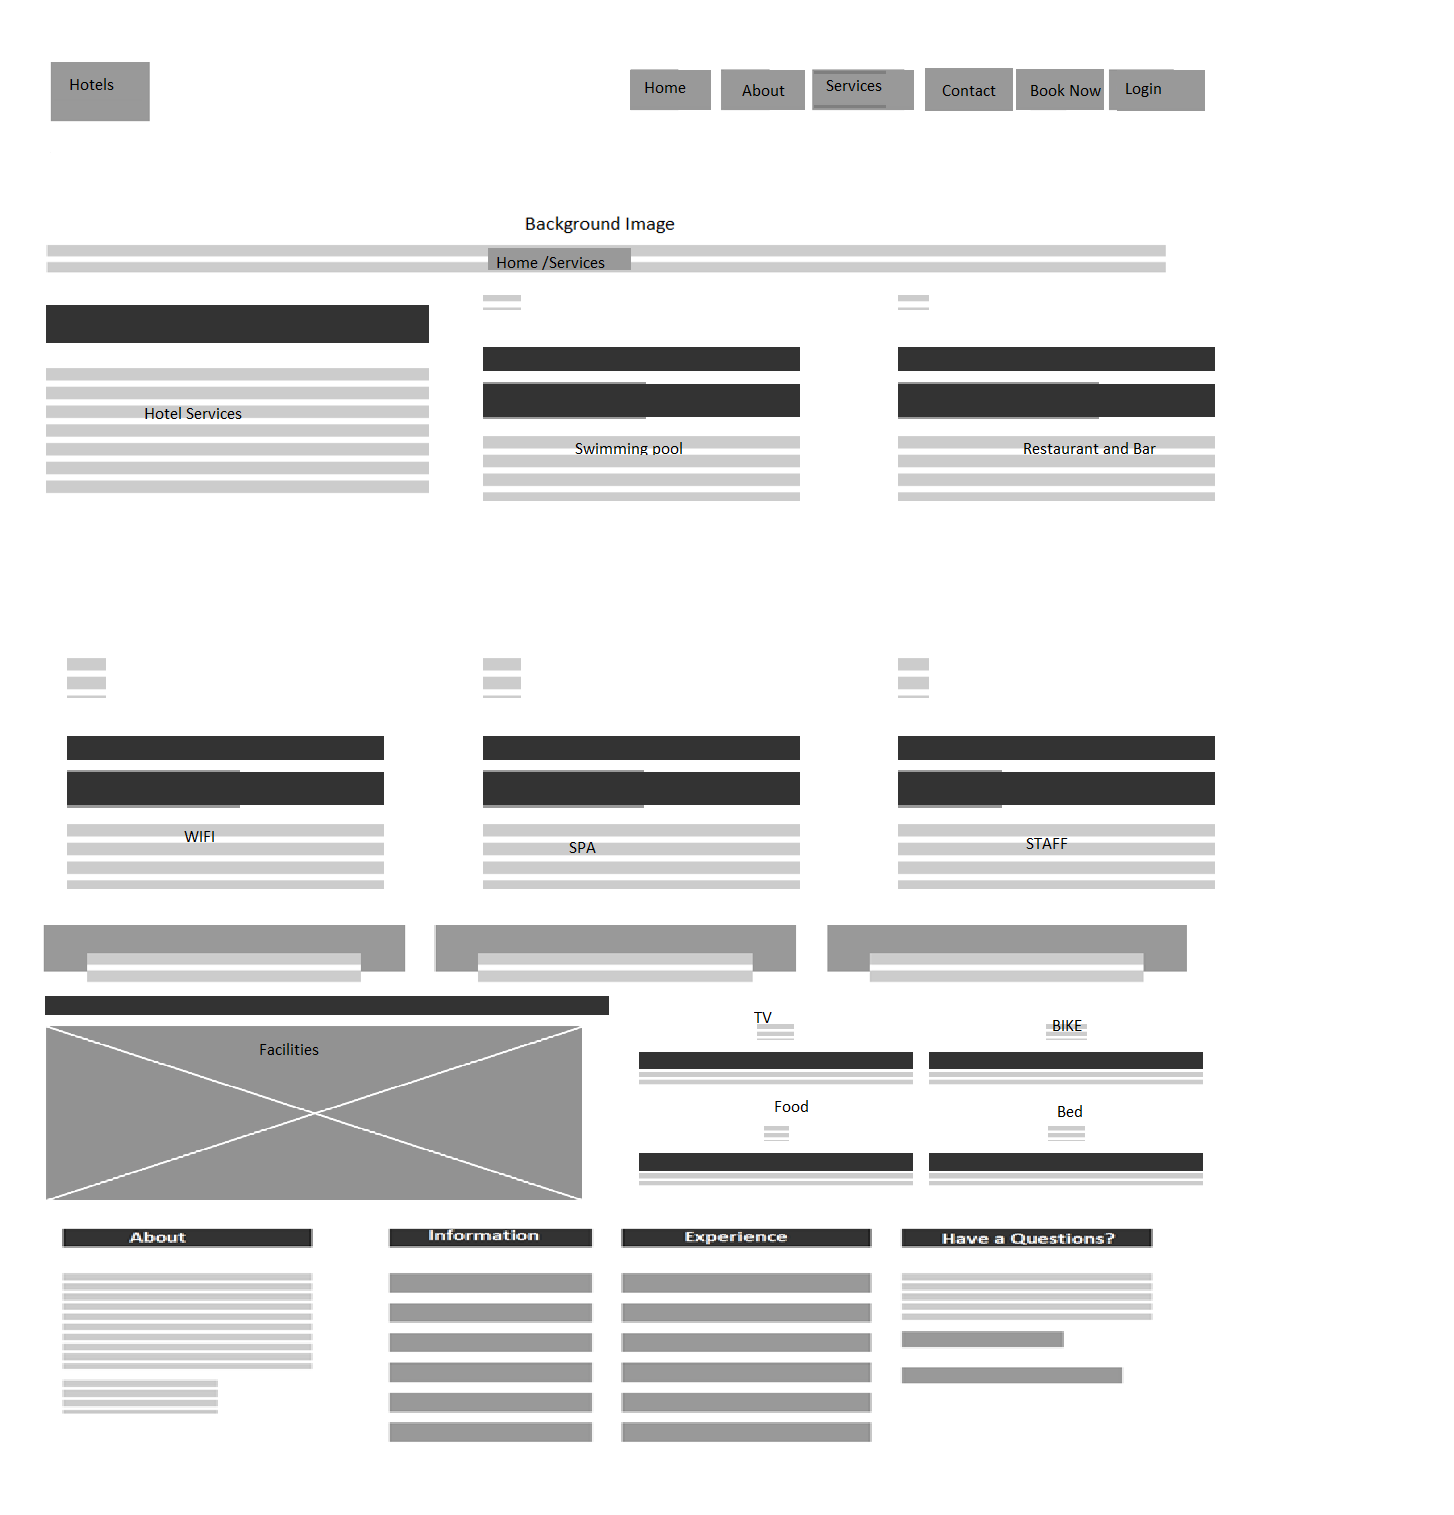 Hotels
Home
About
Services
Contact
Book Now
Login
Background Image
Home /Services
Hotel Services
Swimming pool
Restaurant and Bar
WIFI
SPA
STAFF
Facilities
TV
BIKE
Food
Bed
About
Information
Experience
Have a Questions?